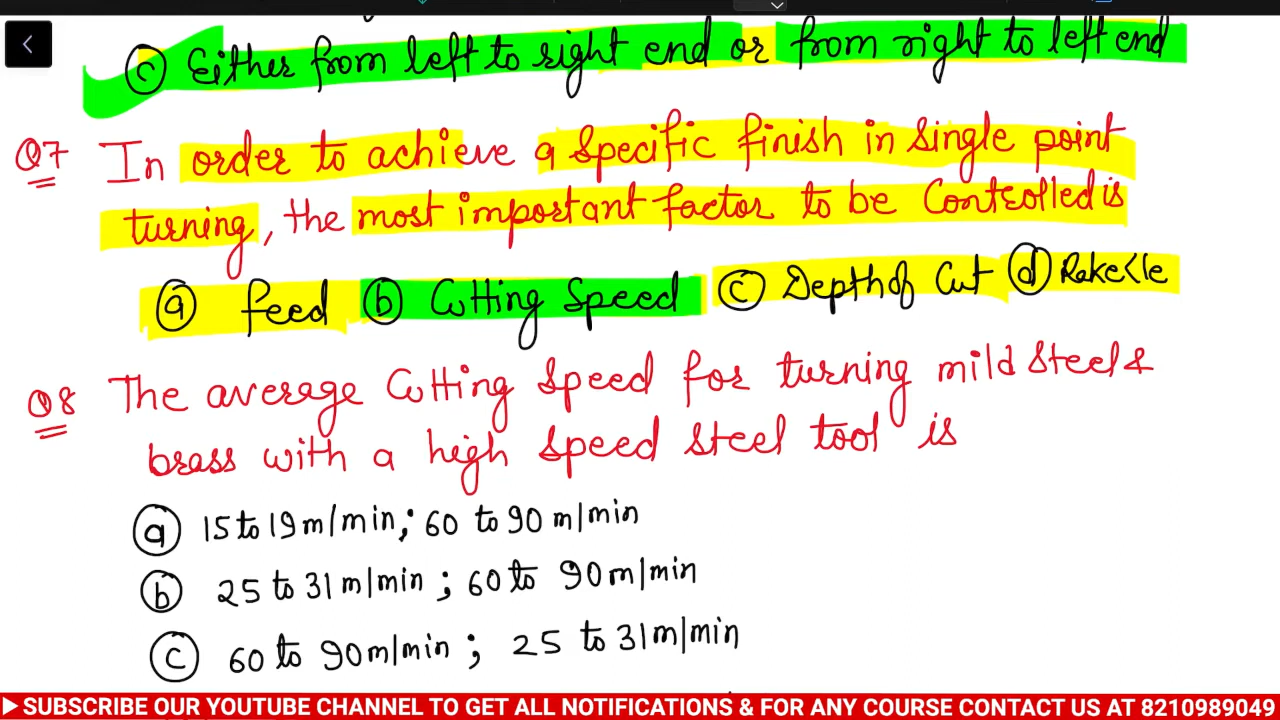 c Either from left to right end or from right to left end
Q7 In order to achieve a specific finish in single point
turning, the most important factor to be Controlled is
a feed b Cutting Speed c Depth of Cut d Rake<le
Q8 The average Cutting Speed for turning mild Steel &
brass with a high speed steel tool is
a 15 to 19 m/min; 60 to 90 m/min
b 25 to 31 m/min ; 60 to 90 m/min
c 60 to 90 m/min ; 25 to 31 m/min
▶ SUBSCRIBE OUR YOUTUBE CHANNEL TO GET ALL NOTIFICATIONS & FOR ANY COURSE CONTACT US AT 8210989049